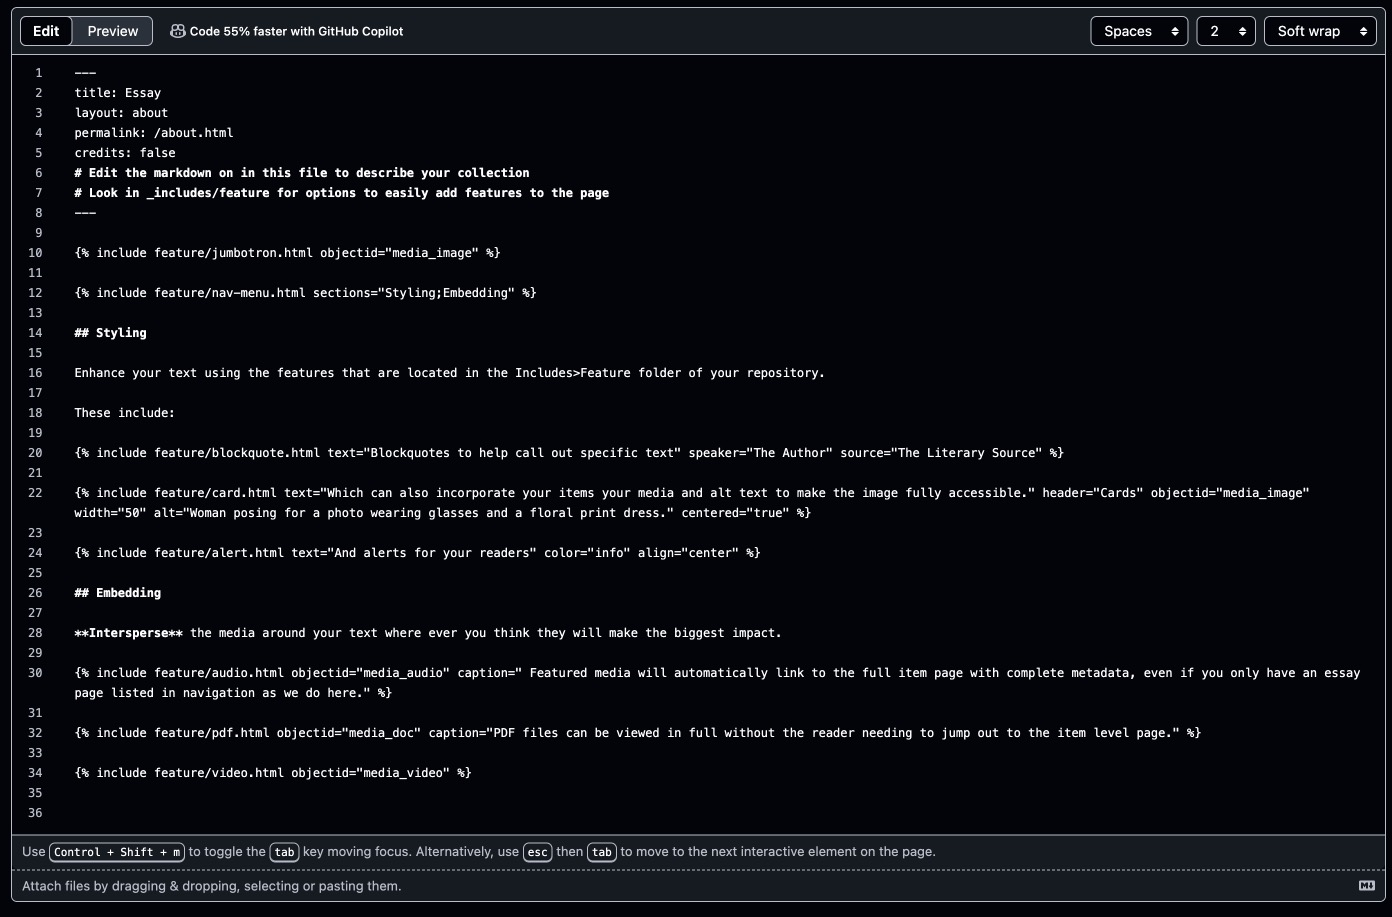 Edit Preview Code 55% faster with GitHub Copilot Spaces 2 Soft wrap
1 ---
2 title: Essay
3 layout: about
4 permalink: /about.html
5 credits: false
6 # Edit the markdown on in this file to describe your collection
7 # Look in _includes/feature for options to easily add features to the page
8 ---
9
10 {% include feature/jumbotron.html objectid="media_image" %}
11
12 {% include feature/nav-menu.html sections="Styling;Embedding" %}
13
14 ## Styling
15
16 Enhance your text using the features that are located in the Includes>Feature folder of your repository.
17
18 These include:
19
20 {% include feature/blockquote.html text="Blockquotes to help call out specific text" speaker="The Author" source="The Literary Source" %}
21
22 {% include feature/card.html text="Which can also incorporate your items your media and alt text to make the image fully accessible." header="Cards" objectid="media_image"
width="50" alt="Woman posing for a photo wearing glasses and a floral print dress." centered="true" %}
23
24 {% include feature/alert.html text="And alerts for your readers" color="info" align="center" %}
25
26 ## Embedding
27
28 **Intersperse** the media around your text where ever you think they will make the biggest impact.
29
30 {% include feature/audio.html objectid="media_audio" caption=" Featured media will automatically link to the full item page with complete metadata, even if you only have an essay
page listed in navigation as we do here." %}
31
32 {% include feature/pdf.html objectid="media_doc" caption="PDF files can be viewed in full without the reader needing to jump out to the item level page." %}
33
34 {% include feature/video.html objectid="media_video" %}
35
36
Use Control + Shift + m to toggle the tab key moving focus. Alternatively, use esc then tab to move to the next interactive element on the page.
Attach files by dragging & dropping, selecting or pasting them.